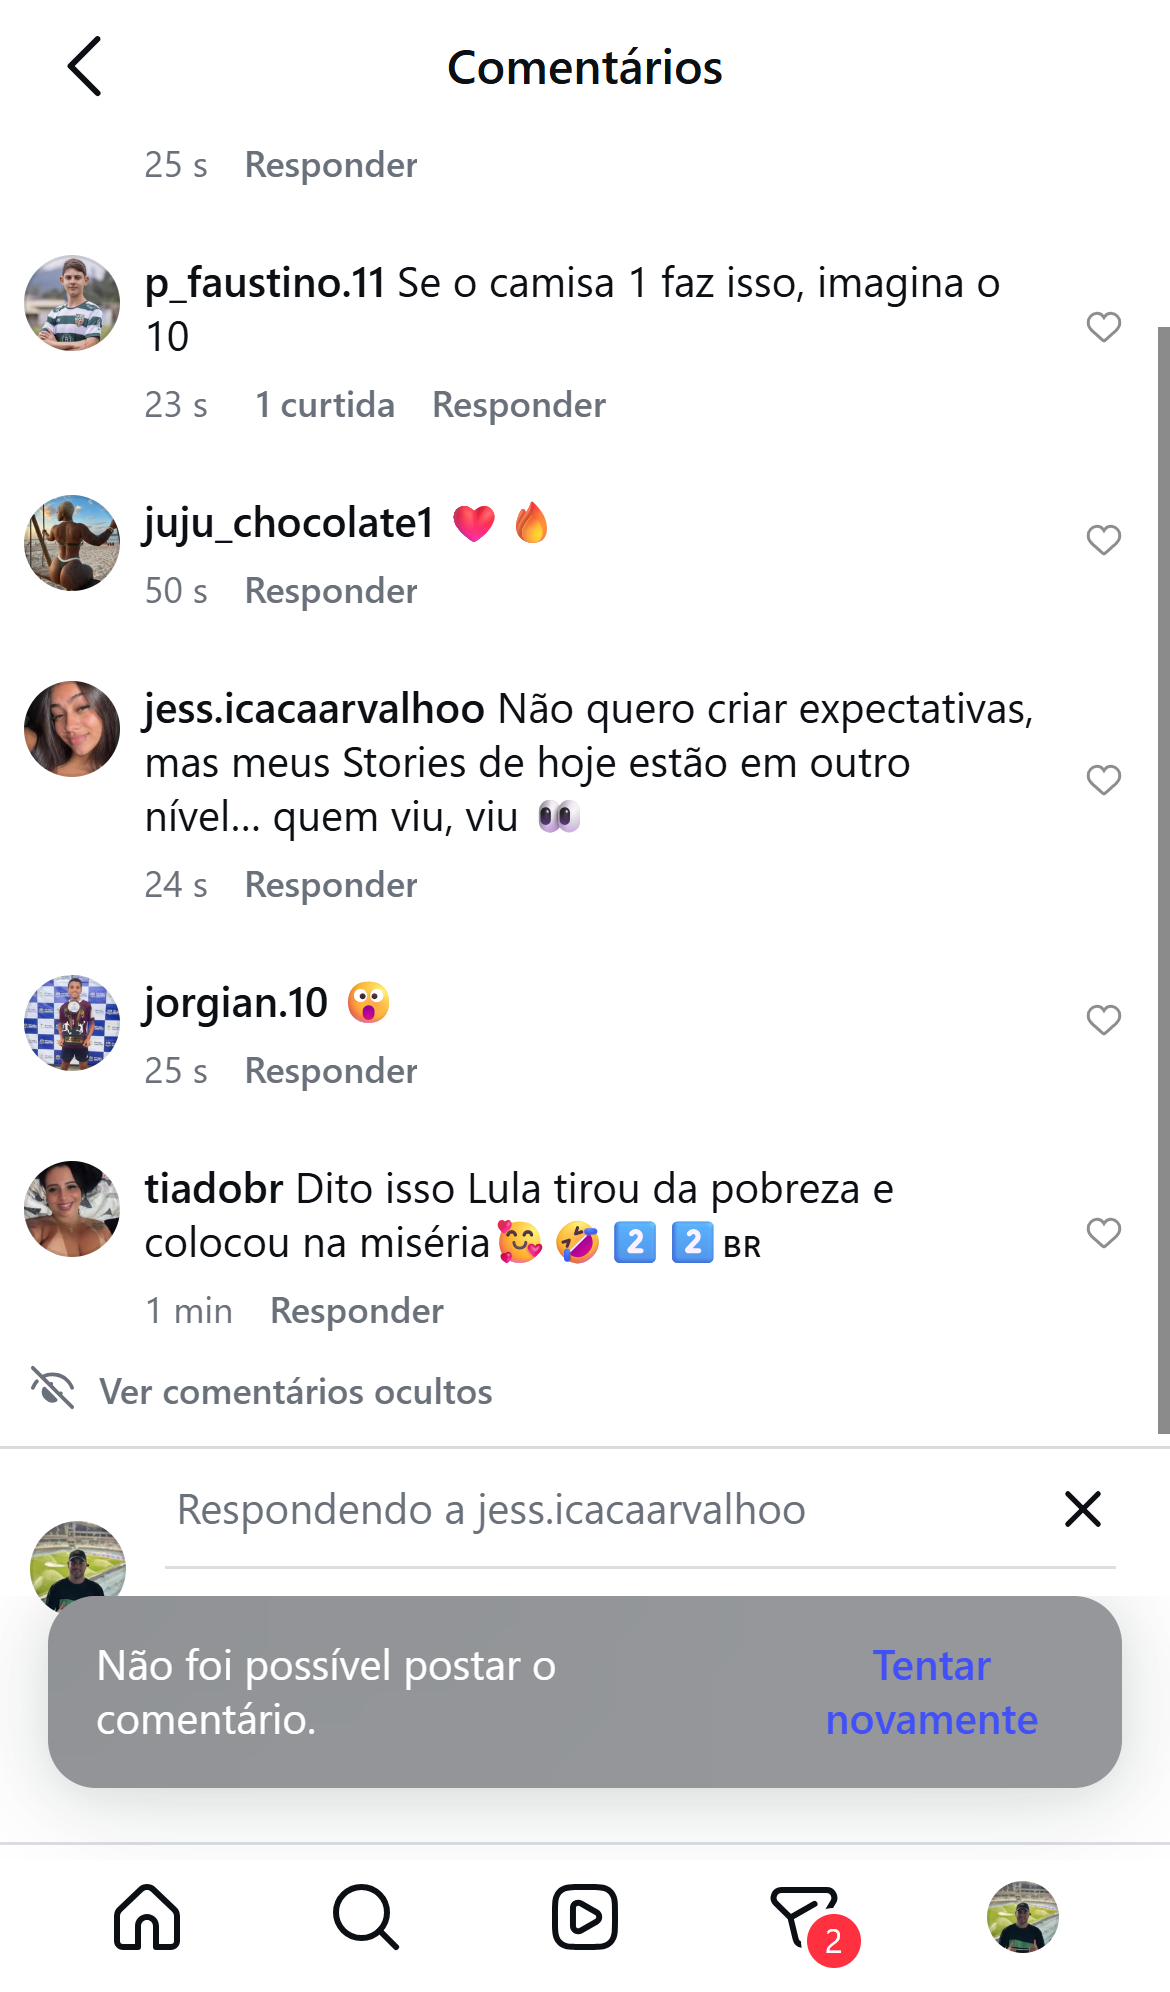 Comentários
25 s Responder
p_faustino.11 Se o camisa 1 faz isso, imagina o
10
23 s 1 curtida Responder
juju_chocolate1 ❤️ 🔥
50 s Responder
jess.icacaarvalhoo Não quero criar expectativas,
mas meus Stories de hoje estão em outro
nível... quem viu, viu 👀
24 s Responder
jorgian.10 😲
25 s Responder
tiadobr Dito isso Lula tirou da pobreza e
colocou na miséria🥰 🤣 2️⃣ 2️⃣ BR
1 min Responder
Ver comentários ocultos
Respondendo a jess.icacaarvalhoo
Não foi possível postar o
comentário.
Tentar
novamente
2